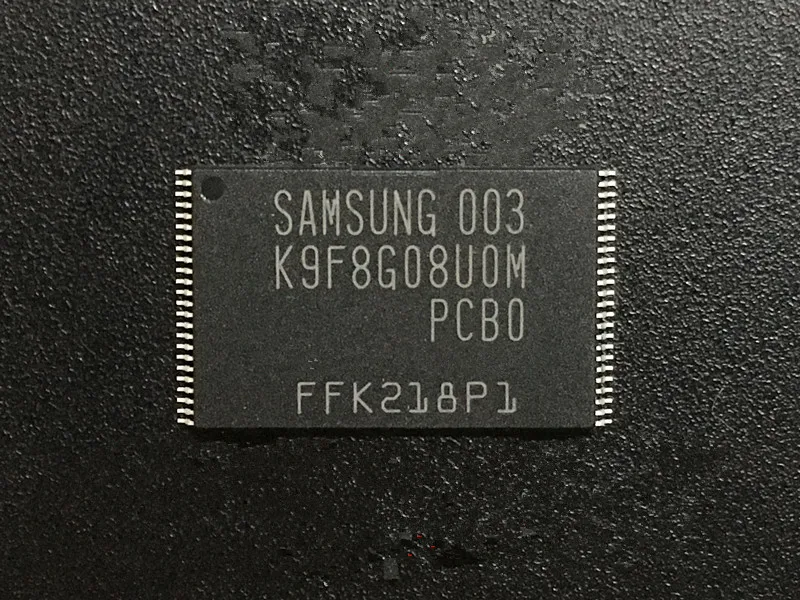 SAMSUNG 003
K9F8G08U0M
PCB0
FFK218P1